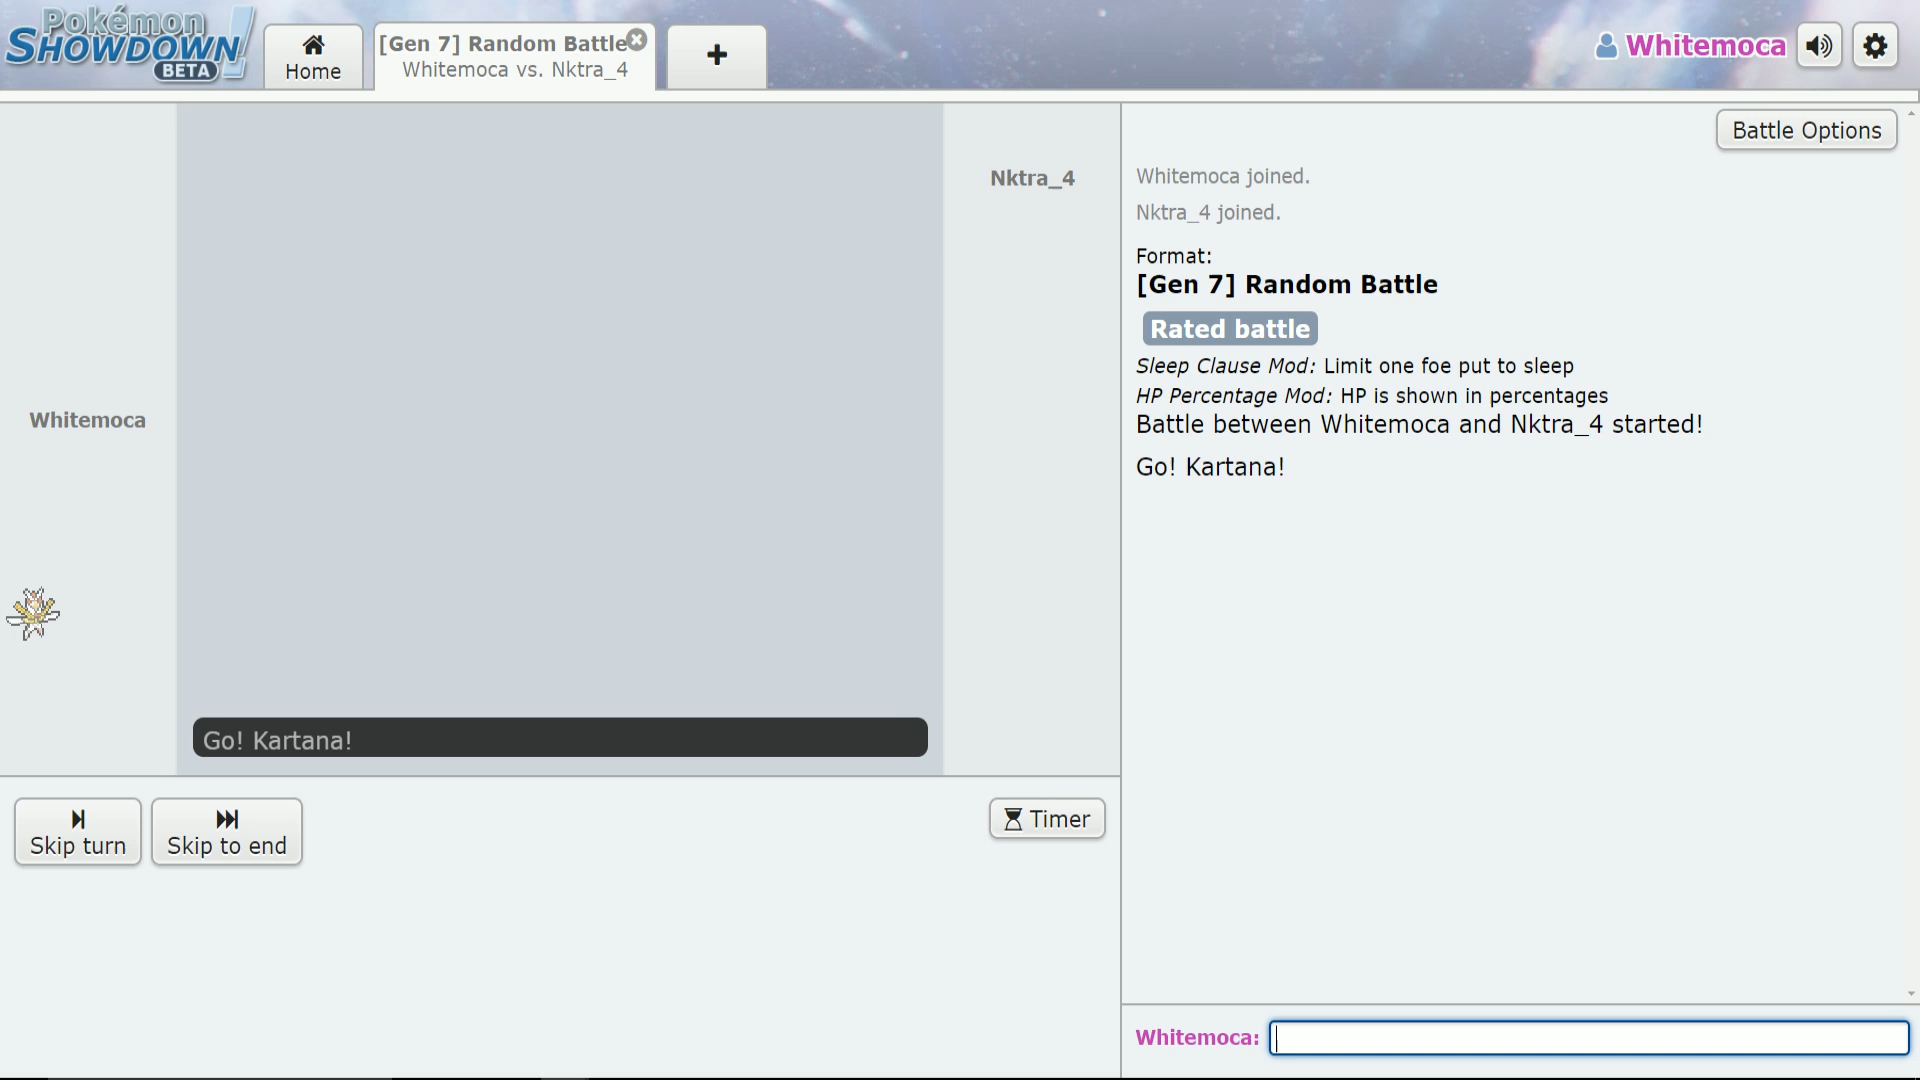 Pokémon
SHOWDOWN!
BETA
Home
[Gen 7] Random Battle
Whitemoca vs. Nktra_4
Whitemoca
Whitemoca
Nktra_4
Go! Kartana!
Skip turn
Skip to end
Timer
Battle Options
Whitemoca joined.
Nktra_4 joined.
Format:
[Gen 7] Random Battle
Rated battle
Sleep Clause Mod: Limit one foe put to sleep
HP Percentage Mod: HP is shown in percentages
Battle between Whitemoca and Nktra_4 started!
Go! Kartana!
Whitemoca: